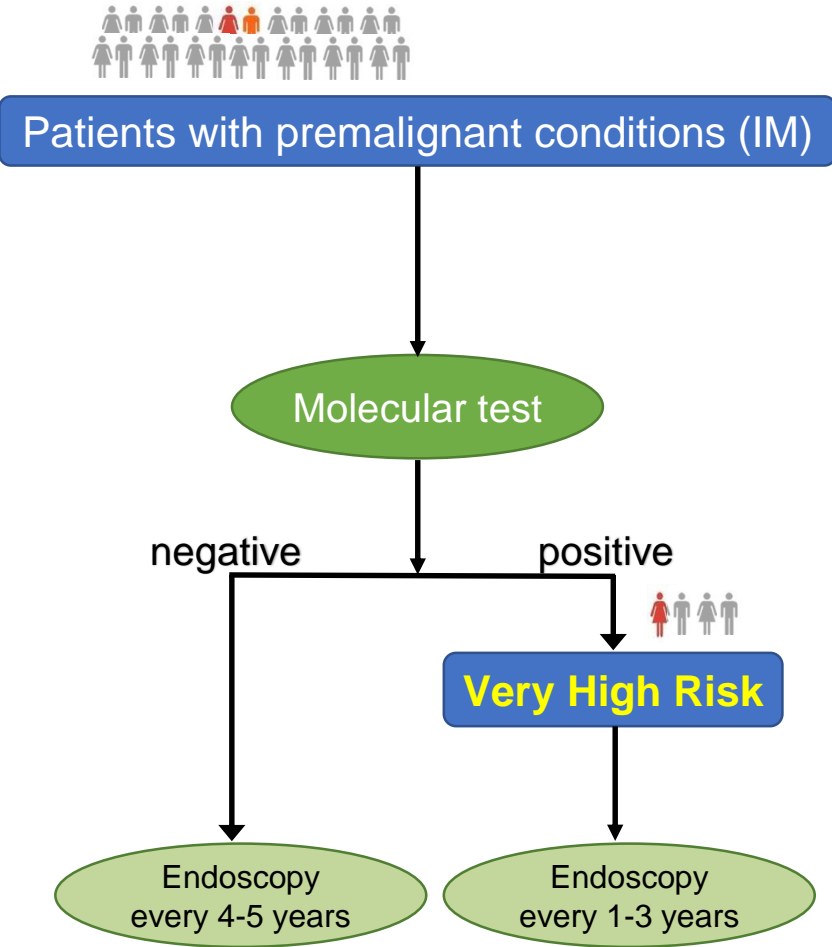 Patients with premalignant conditions (IM)
Molecular test
negative
positive
Very High Risk
Endoscopy
every 4-5 years
Endoscopy
every 1-3 years